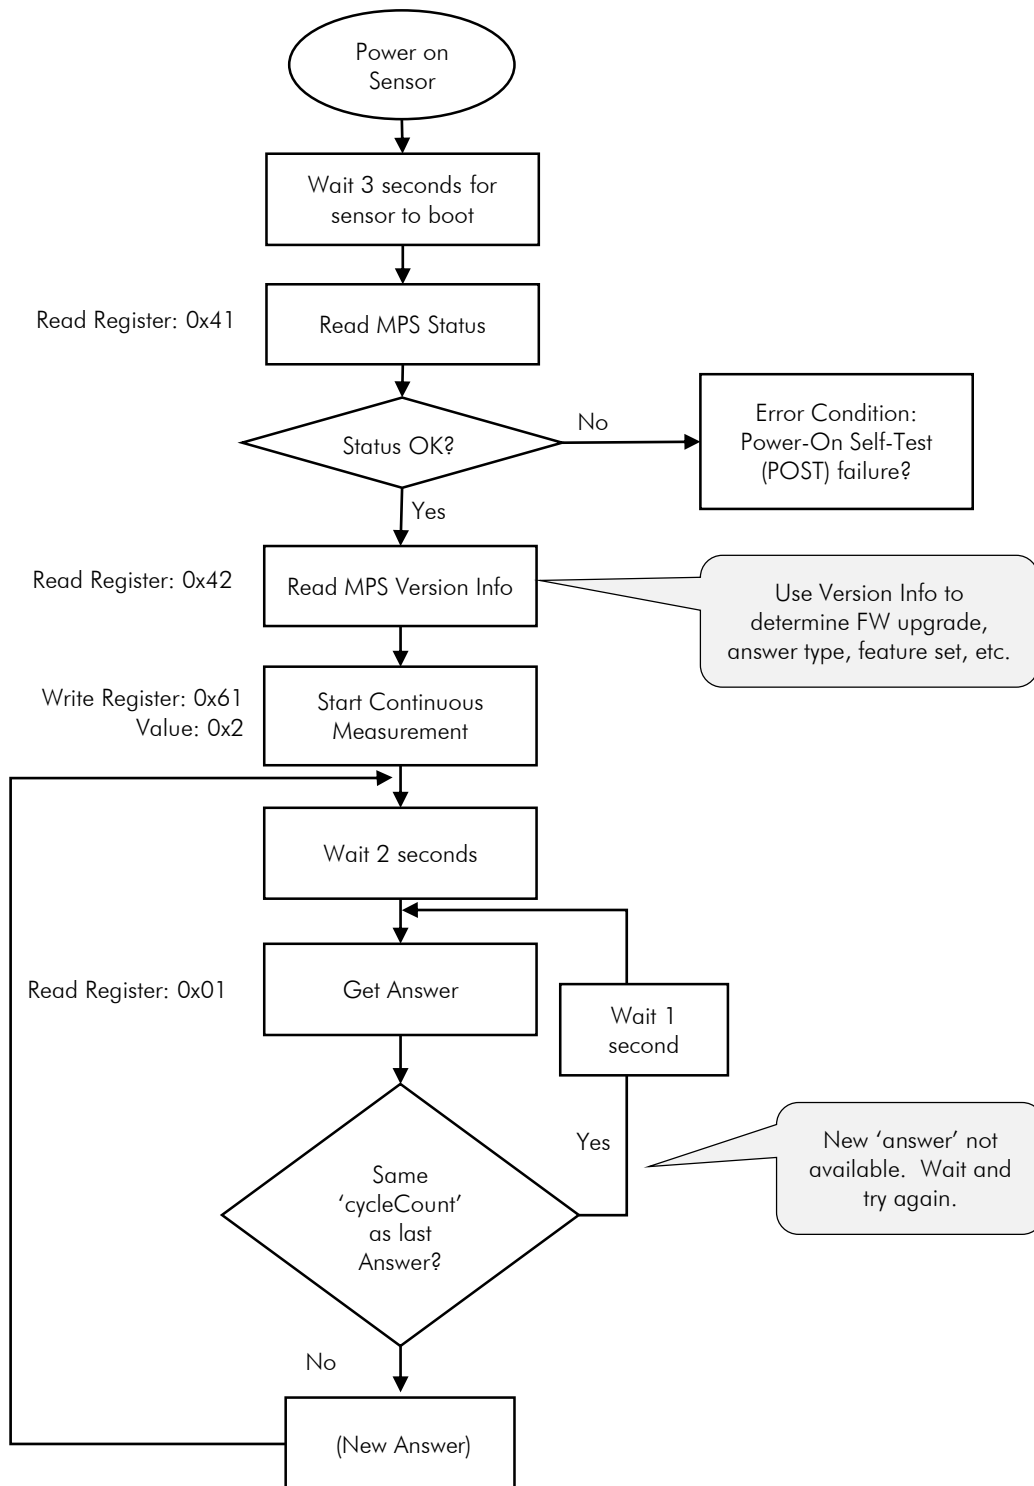 Power on
Sensor
Wait 3 seconds for
sensor to boot
Read Register: 0x41
Read MPS Status
Status OK?
No
Error Condition:
Power-On Self-Test
(POST) failure?
Yes
Read Register: 0x42
Read MPS Version Info
Use Version Info to
determine FW upgrade,
answer type, feature set, etc.
Write Register: 0x61
Value: 0x2
Start Continuous
Measurement
Wait 2 seconds
Read Register: 0x01
Get Answer
Wait 1
second
Yes
New ‘answer’ not
available.  Wait and
try again.
Same
‘cycleCount’
as last
Answer?
No
(New Answer)